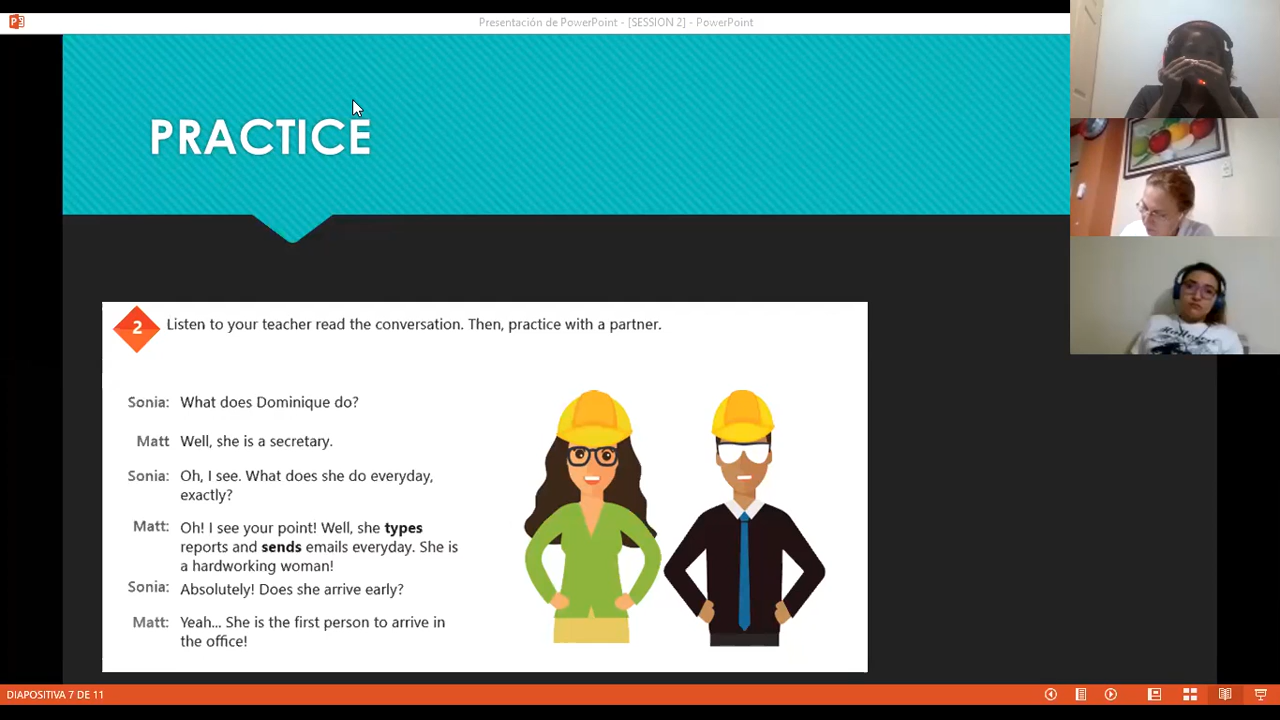 Presentación de PowerPoint - [SESSION 2] - PowerPoint
PRACTICE
2 Listen to your teacher read the conversation. Then, practice with a partner.
Sonia: What does Dominique do?
Matt Well, she is a secretary.
Sonia: Oh, I see. What does she do everyday,
exactly?
Matt: Oh! I see your point! Well, she types
reports and sends emails everyday. She is
a hardworking woman!
Sonia: Absolutely! Does she arrive early?
Matt: Yeah... She is the first person to arrive in
the office!
DIAPOSITIVA 7 DE 11